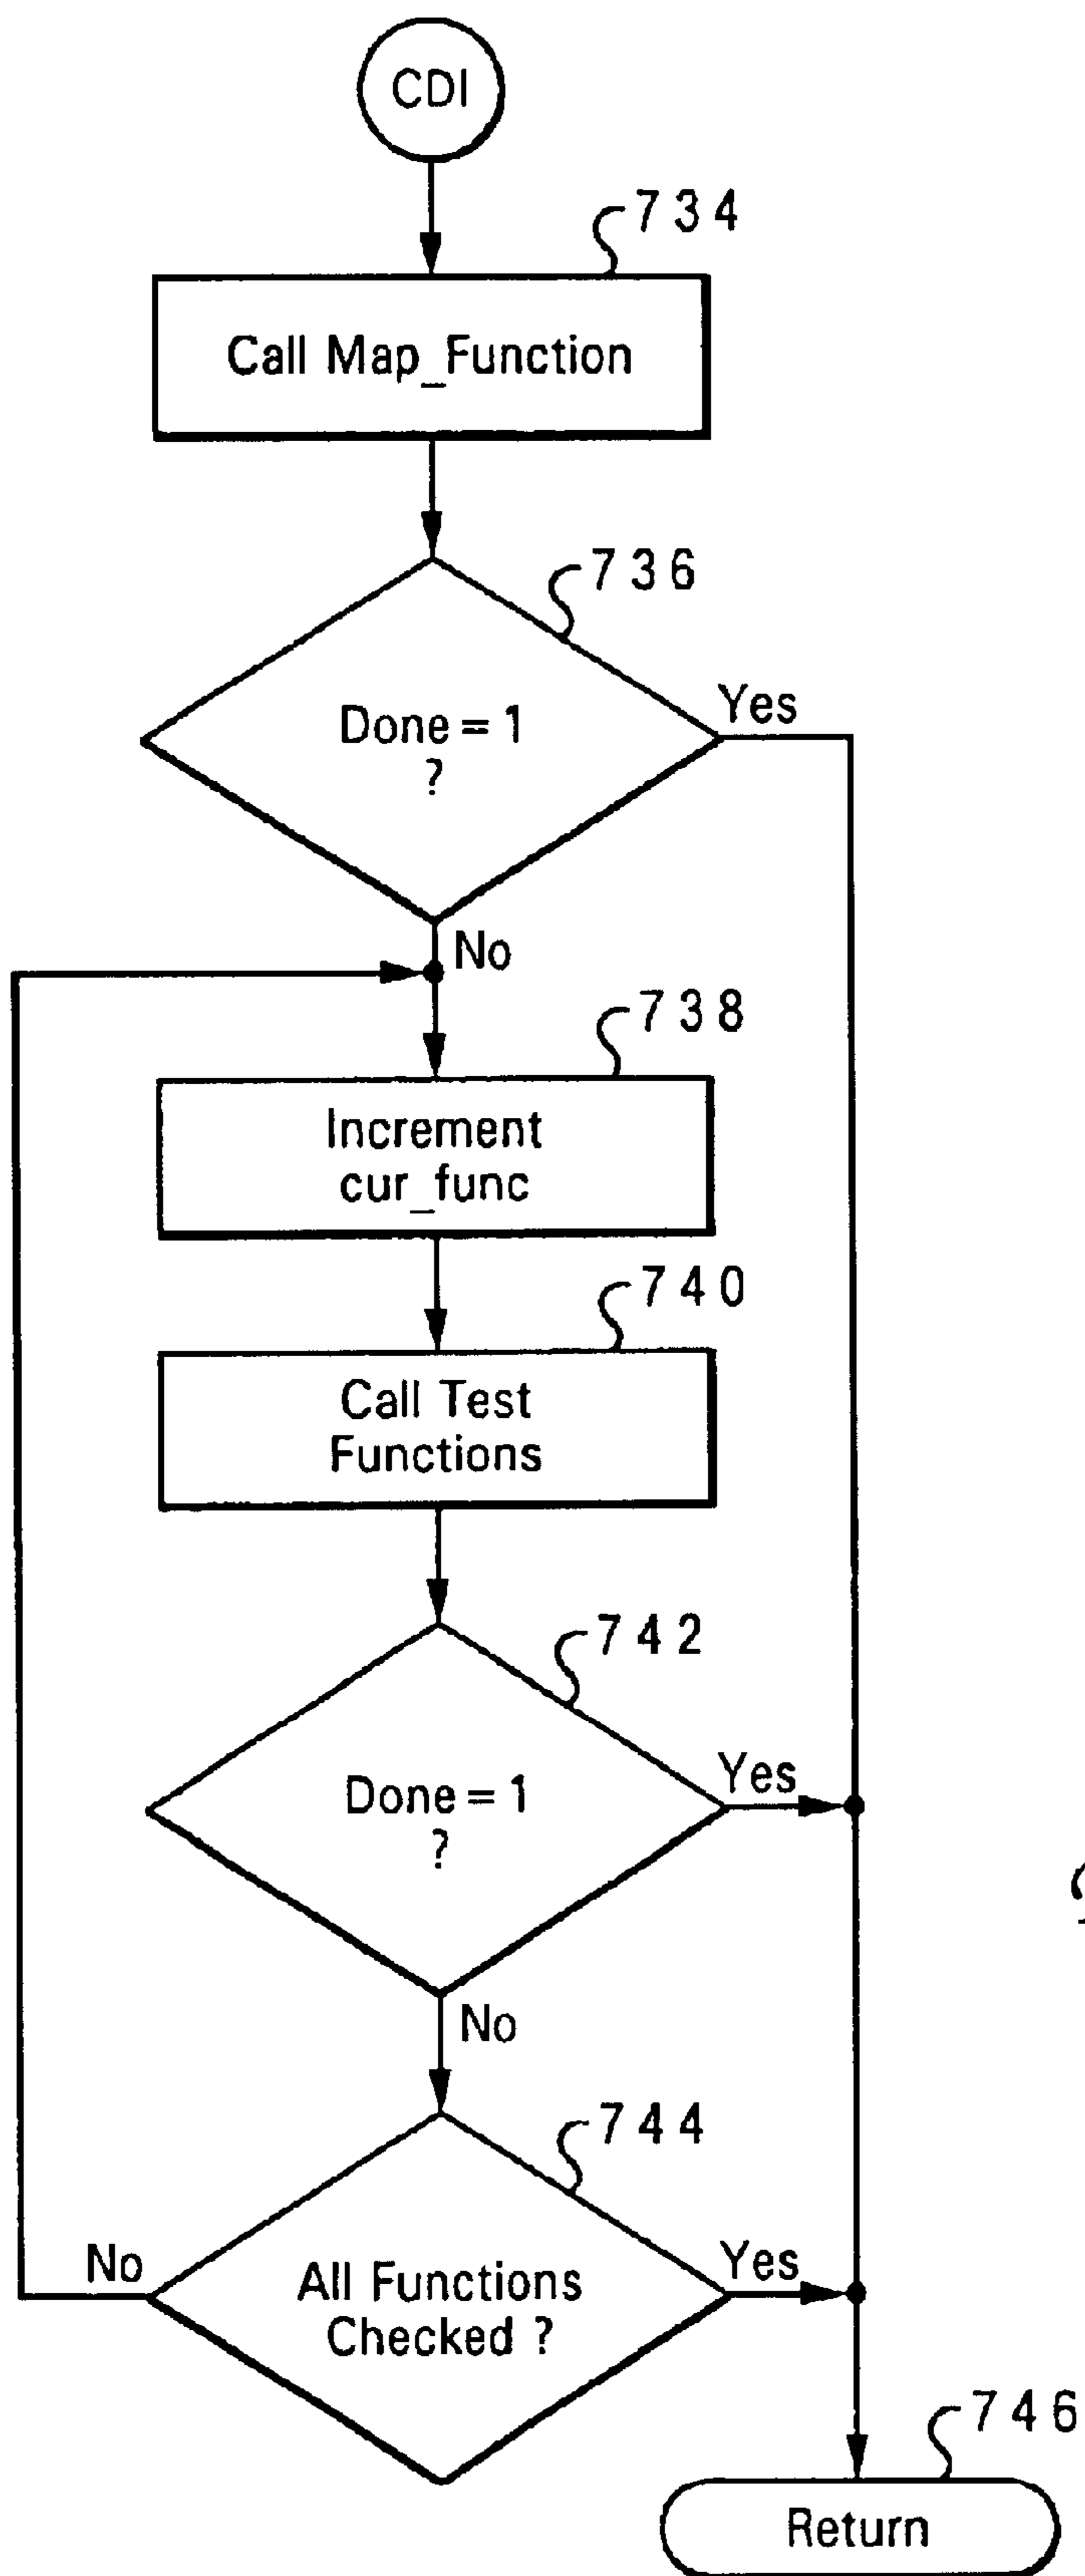 CDI
734
Call Map_Function
736
Done = 1
?
Yes
No
738
Increment
cur_func
740
Call Test
Functions
742
Done = 1
?
Yes
No
744
All Functions
Checked ?
No
Yes
746
Return